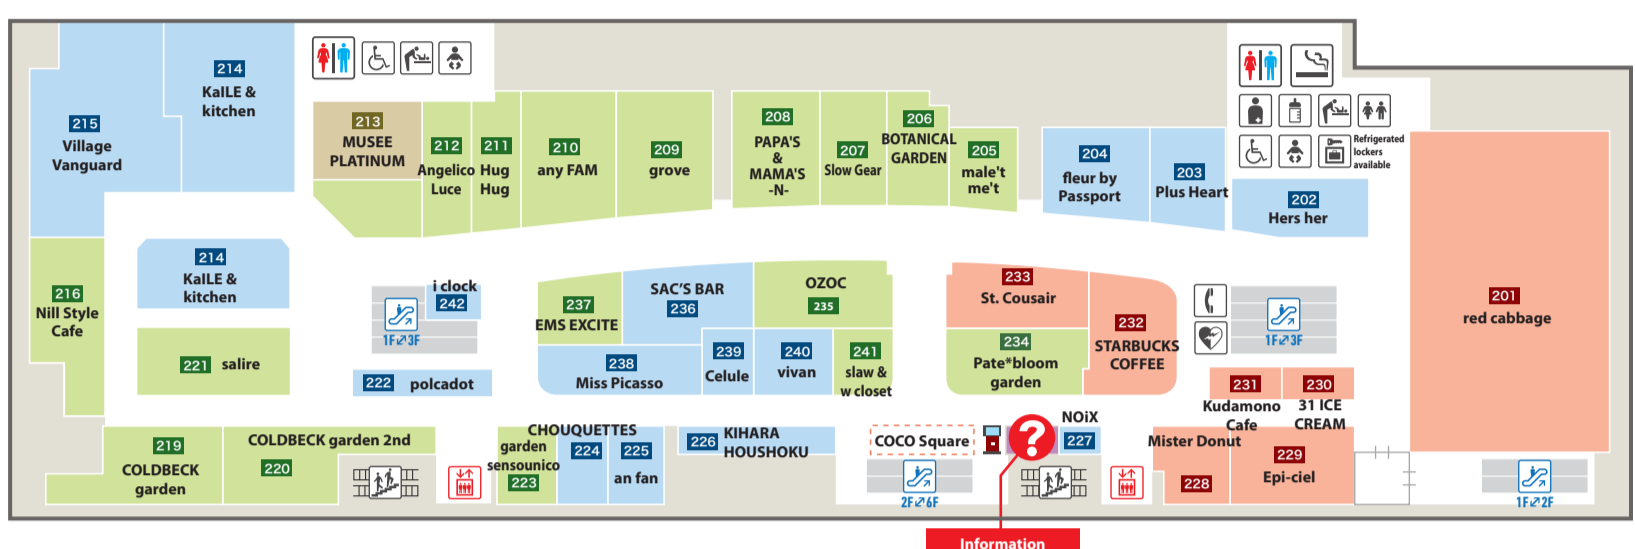 214
KaILE &
kitchen
215
Village
Vanguard
213
MUSEE
PLATINUM
212
Angelico
Luce
211
Hug
Hug
210
any FAM
209
grove
208
PAPA'S
&
MAMA'S
-N-
207
Slow Gear
206
BOTANICAL
GARDEN
205
male't
me't
204
fleur by
Passport
203
Plus Heart
202
Hers her
Refrigerated
lockers
available
201
red cabbage
216
Nill Style
Cafe
214
KaILE &
kitchen
i clock
242
1F 3F
237
EMS EXCITE
SAC'S BAR
236
OZOC
235
233
St. Cousair
232
STARBUCKS
COFFEE
234
Pate*bloom
garden
1F 3F
221 salire
222 polcadot
238
Miss Picasso
239
Celule
240
vivan
241
slaw &
w closet
231
Kudamono
Cafe
230
31 ICE
CREAM
219
COLDBECK
garden
COLDBECK garden 2nd
220
CHOUQUETTES
garden
sensounico
223
224
225
an fan
226 KIHARA
HOUSHOKU
COCO Square
2F 6F
?
NOiX
227
Mister Donut
228
229
Epi-ciel
1F 2F
Information